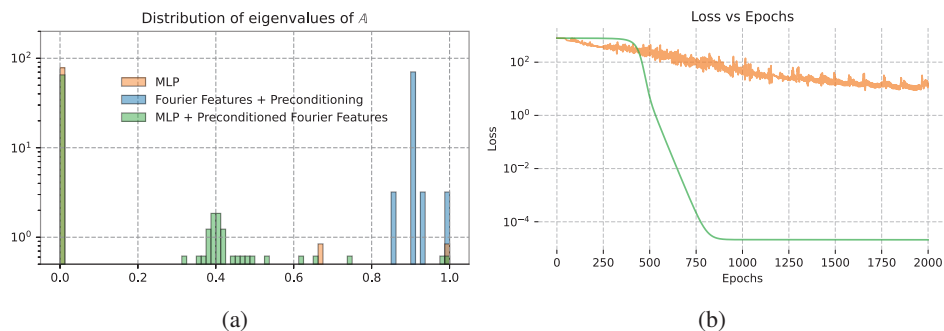 Distribution of eigenvalues of 𝔸
10²
10¹
10⁰
MLP
Fourier Features + Preconditioning
MLP + Preconditioned Fourier Features
0.0 0.2 0.4 0.6 0.8 1.0
(a)
Loss vs Epochs
Loss
10²
10⁰
10⁻²
10⁻⁴
0 250 500 750 1000 1250 1500 1750 2000
Epochs
(b)